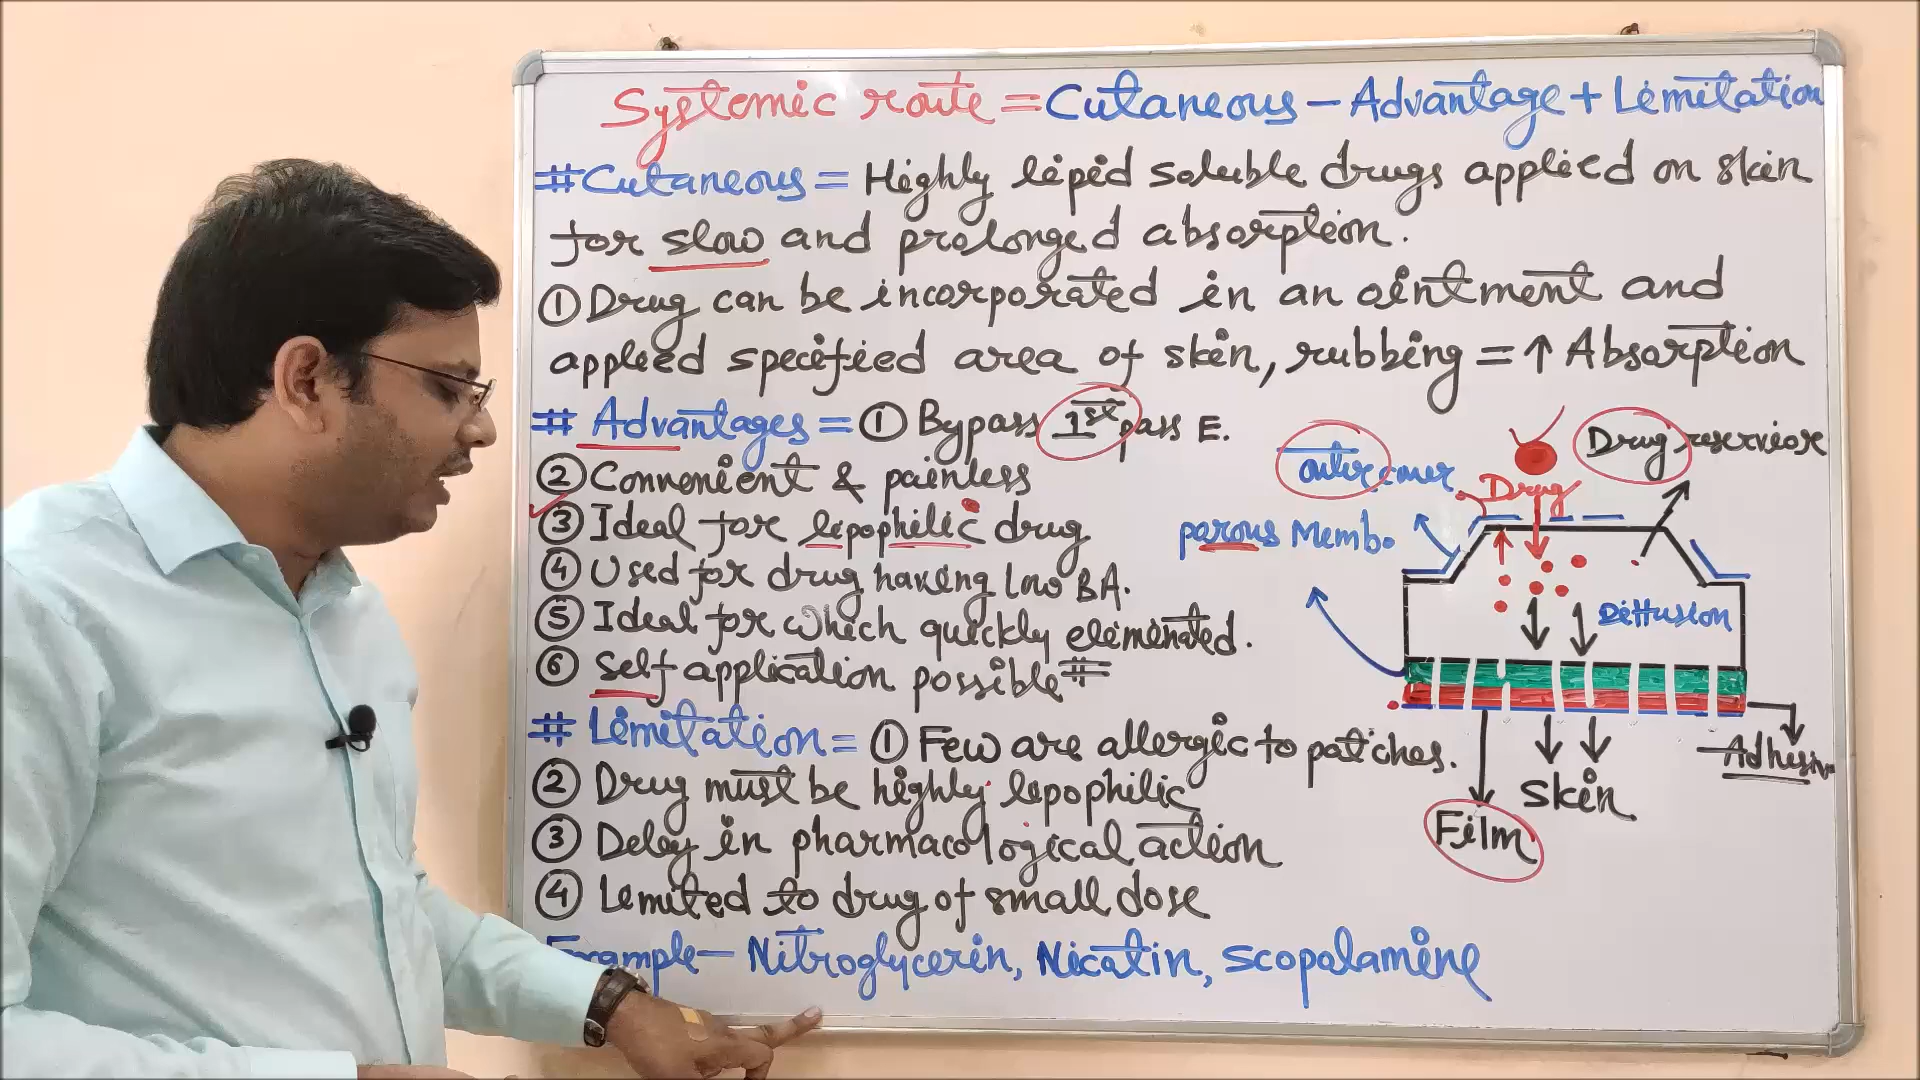 Systemic route = Cutaneous - Advantage + Limitation
# Cutaneous = Highly lipid soluble drugs applied on skin
for slow and prolonged absorption.
① Drug can be incorporated in an ointment and
applied specified area of skin, rubbing = ↑ Absorption
# Advantages = ① Bypass 1st pass E.
② Convenient & painless
③ Ideal for lipophilic drug
④ Used for drug having low BA.
⑤ Ideal for which quickly eliminated.
⑥ Self application possible #
# Limitation = ① Few are allergic to patches.
② Drug must be highly lipophilic
③ Delay in pharmacological action
④ Limited to drug of small dose
Example - Nitroglycerin, Nicatin, Scopolamine
outer cover
Drug
Drug reserviose
porous Memb.
Diffusion
Adhesive
Skin
Film